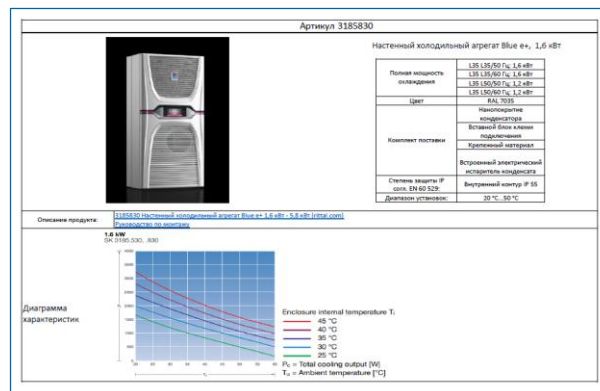 Артикул 3185830
Настенный холодильный агрегат Blue e+, 1,6 кВт
Полная мощность охлаждения
L35 L35/50 Гц: 1,6 кВт
L35 L35/60 Гц: 1,6 кВт
L35 L50/50 Гц: 1,2 кВт
L35 L50/60 Гц: 1,2 кВт
Цвет
RAL 7035
Комплект поставки
Нанопокрытие
конденсатора
Вставной блок клемм
подключения
Крепежный материал
Встроенный электрический
испаритель конденсата
Степень защиты IP
согл. EN 60 529:
Внутренний контур IP 55
Диапазон установок:
20 °C...50 °C
Описание продукта:
3185830 Настенный холодильный агрегат Blue e+ 1,6 кВт - 5,8 кВт (rittal.com)
Руководство по монтажу
1.6 kW
SK 3185.530, .830
Диаграмма
характеристик
Enclosure internal temperature Ti
45 °C
40 °C
35 °C
30 °C
25 °C
Pc = Total cooling output [W]
Tu = Ambient temperature [°C]